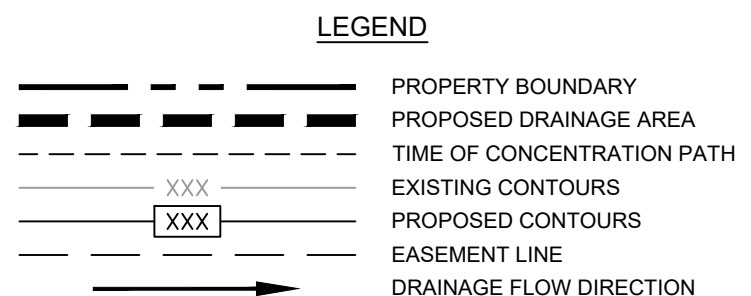 LEGEND
PROPERTY BOUNDARY
PROPOSED DRAINAGE AREA
TIME OF CONCENTRATION PATH
XXX EXISTING CONTOURS
XXX PROPOSED CONTOURS
EASEMENT LINE
DRAINAGE FLOW DIRECTION